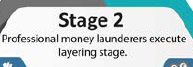 Stage 2
Professional money launderers execute
layering stage.